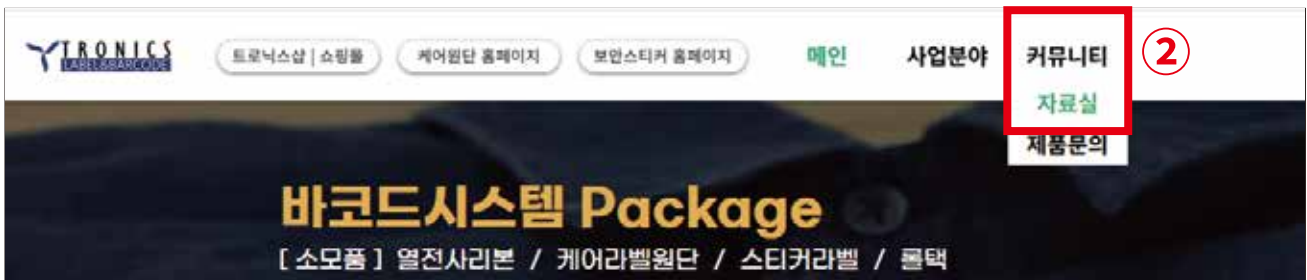 TRONICS
LABEL&BARCODE
트로닉스샵 | 쇼핑몰 케어원단 홈페이지 보안스티커 홈페이지 메인 사업분야 커뮤니티 ②
자료실
제품문의
바코드시스템 Package
[ 소모품 ] 열전사리본 / 케어라벨원단 / 스티커라벨 / 롤택